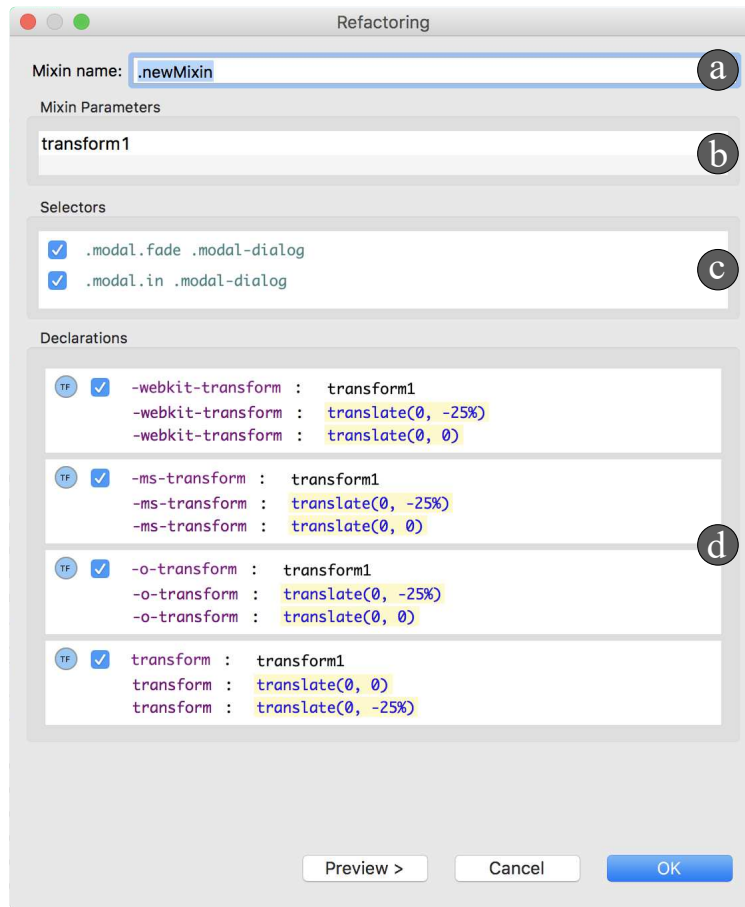 Refactoring
Mixin name: .newMixin a
Mixin Parameters
transform1
b
Selectors
.modal.fade .modal-dialog
.modal.in .modal-dialog
c
Declarations
TF -webkit-transform : transform1
-webkit-transform : translate(0, -25%)
-webkit-transform : translate(0, 0)
TF -ms-transform : transform1
-ms-transform : translate(0, -25%)
-ms-transform : translate(0, 0)
d
TF -o-transform : transform1
-o-transform : translate(0, -25%)
-o-transform : translate(0, 0)
TF transform : transform1
transform : translate(0, 0)
transform : translate(0, -25%)
Preview > Cancel OK